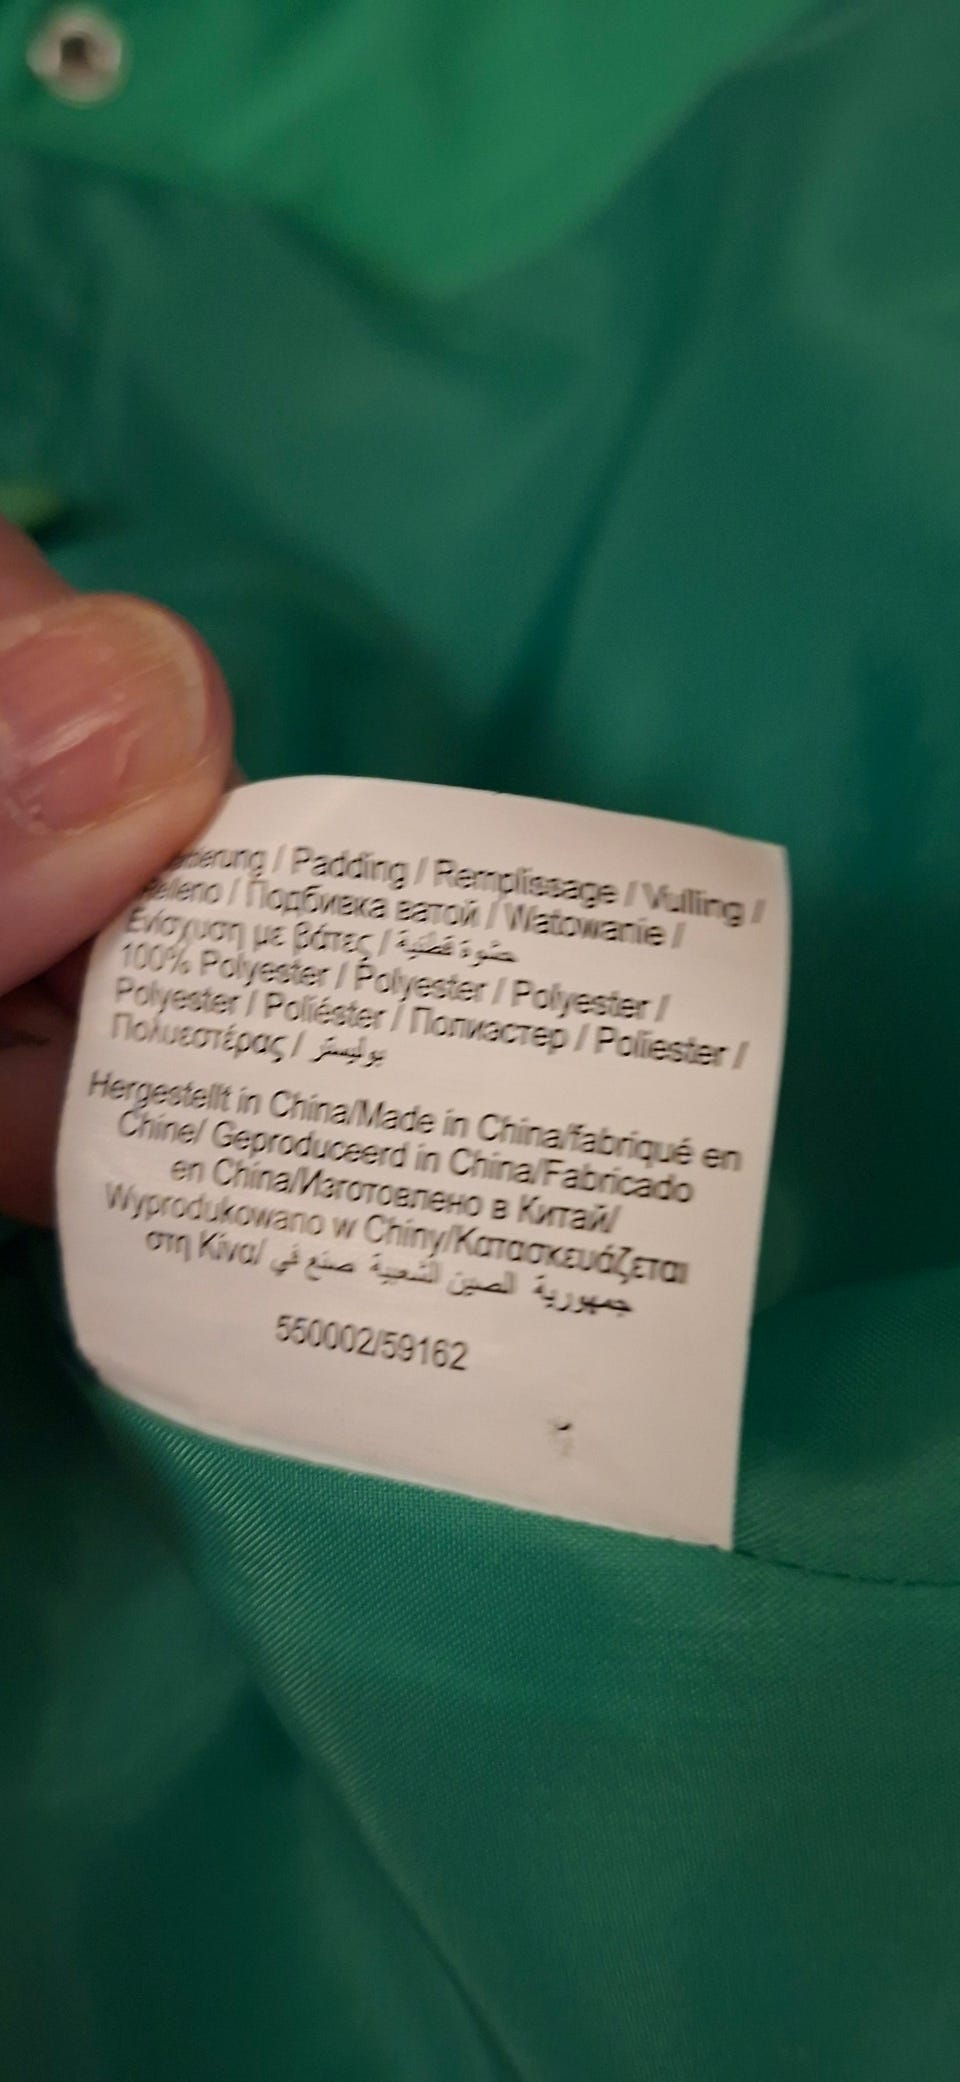 / Padding / Remplissage / Vulling /
Relleno / Подбивка ватой / Watowanie /
Ενίσχυση με βάτες / حشوة قطنية
100% Polyester / Polyester / Polyester /
Polyester / Poliéster / Полиэстер / Poliester /
Πολυεστέρας / بوليستر
Hergestellt in China/Made in China/fabriqué en
Chine/ Geproduceerd in China/Fabricado
en China/Изготовлено в Китай/
Wyprodukowano w Chiny/Κατασκευάζεται
στη Κίνα/ جمهورية الصين الشعبية صنع في
550002/59162